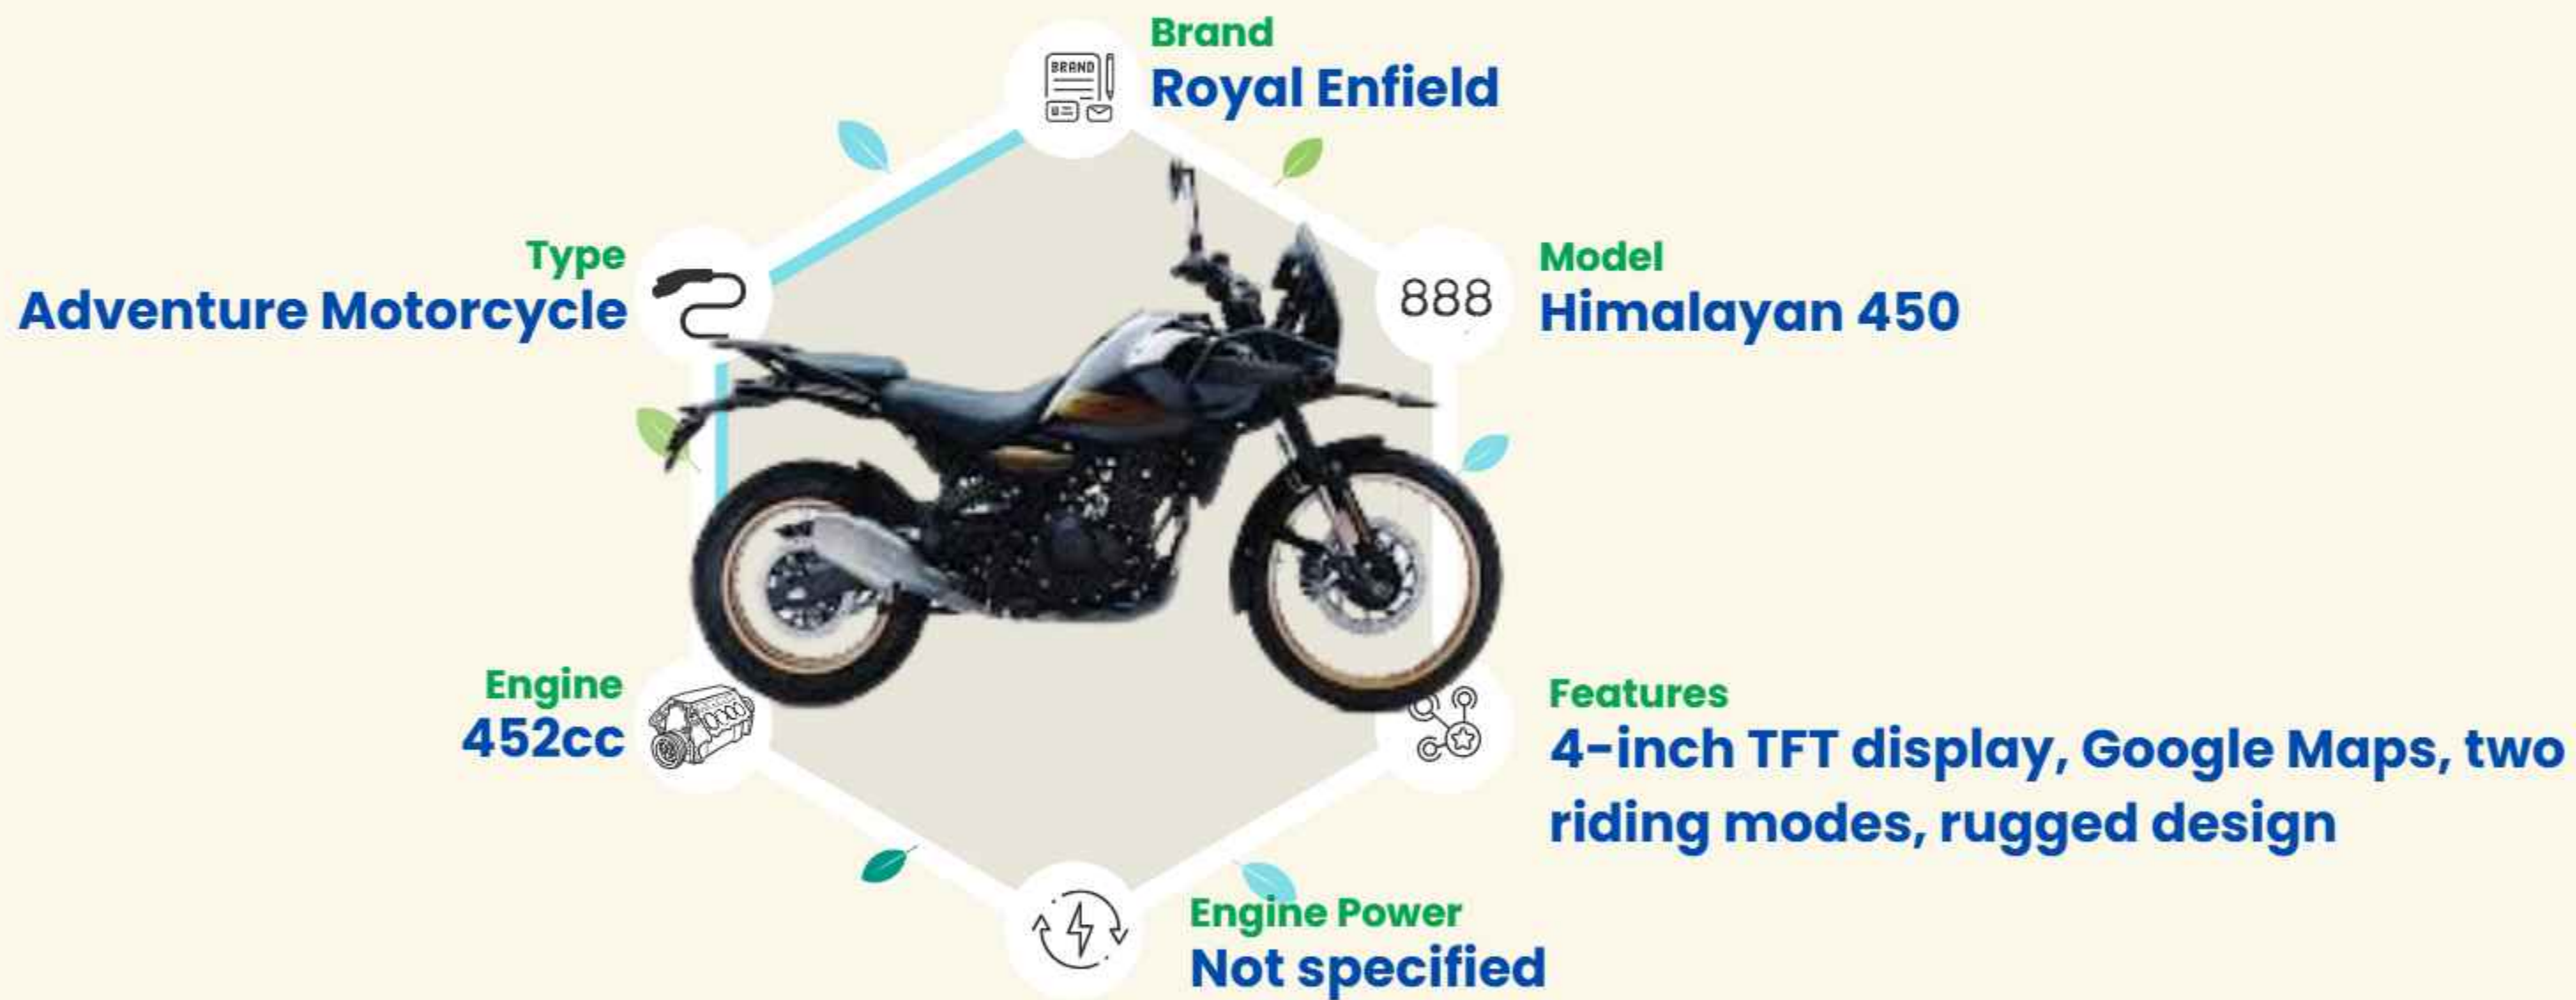 Brand
BRAND
Royal Enfield
Type
Adventure Motorcycle
888
Model
Himalayan 450
Engine
452cc
Features
4-inch TFT display, Google Maps, two
riding modes, rugged design
Engine Power
Not specified